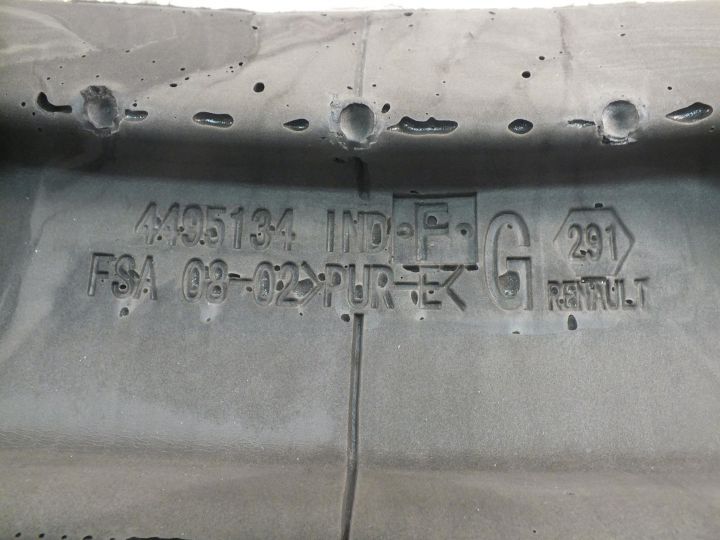 4495134 IND ·F· G 291
FSA 08-02 >PUR-E< RENAULT